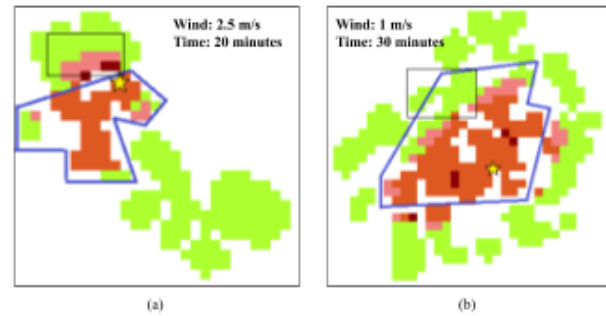 Wind: 2.5 m/s
Time: 20 minutes
Wind: 1 m/s
Time: 30 minutes
(a)
(b)